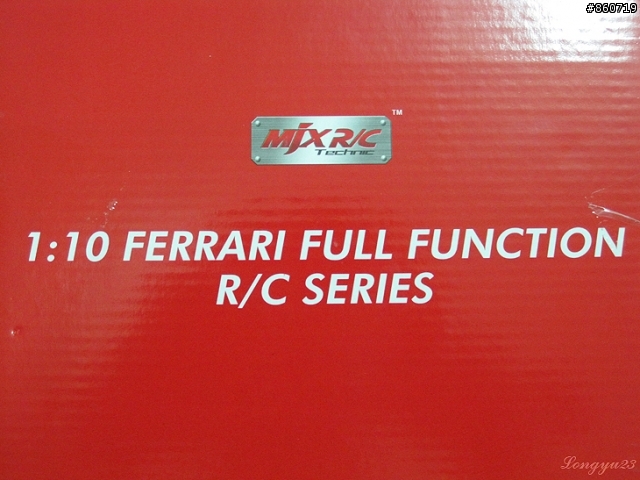 #860719
MJX R/C
Technic
TM
1:10 FERRARI FULL FUNCTION
R/C SERIES
Longyu23